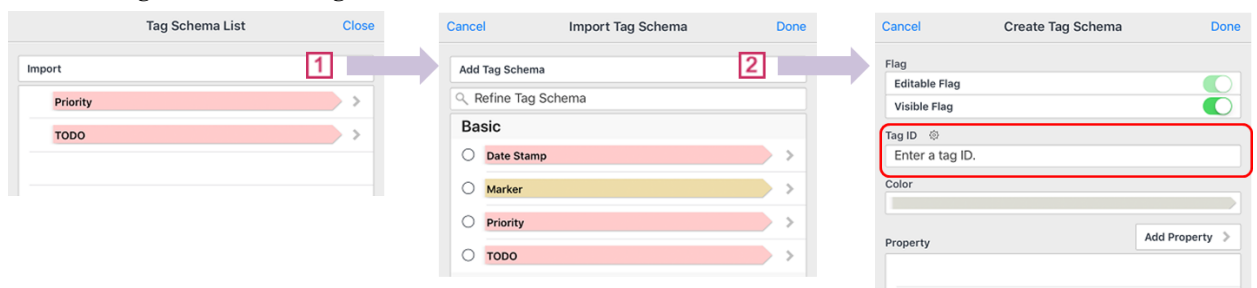 Tag Schema List Close
Import
1
Priority
TODO
Cancel Import Tag Schema Done
Add Tag Schema
2
Refine Tag Schema
Basic
Date Stamp
Marker
Priority
TODO
Cancel Create Tag Schema Done
Flag
Editable Flag
Visible Flag
Tag ID
Enter a tag ID.
Color
Property Add Property